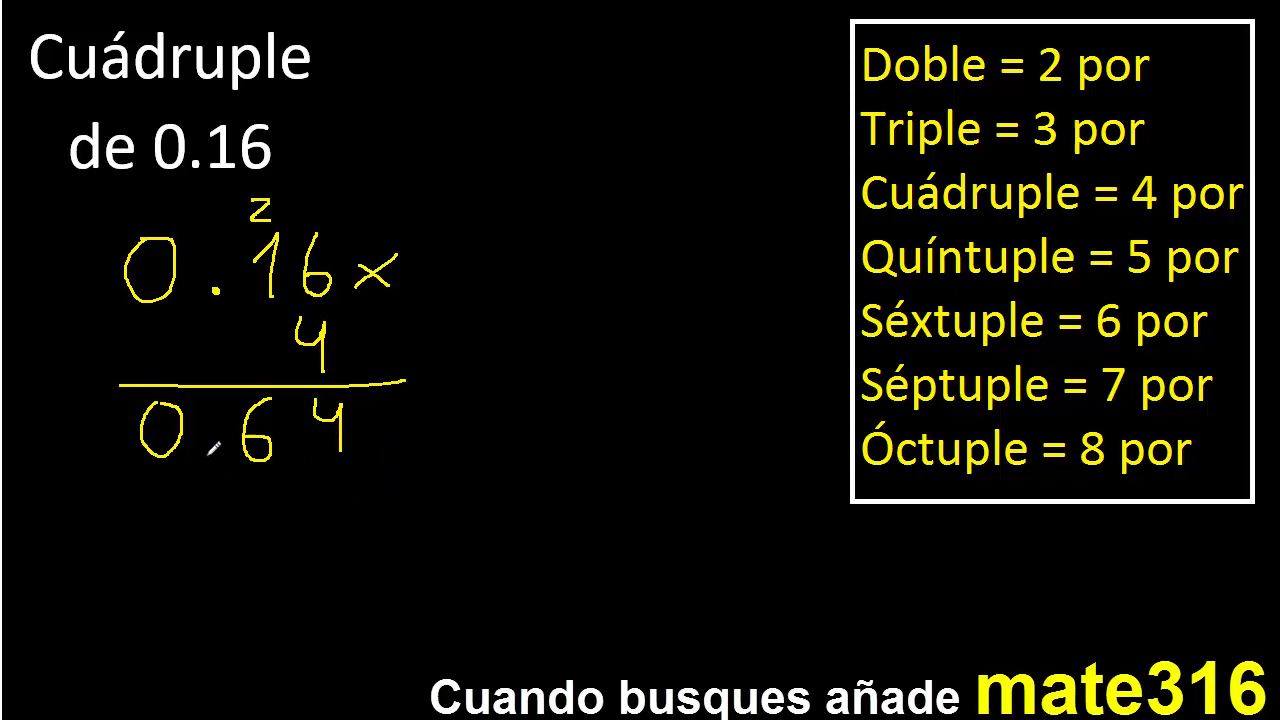 Cuádruple
de 0.16
2
0.16x
4
0.64
Doble = 2 por
Triple = 3 por
Cuádruple = 4 por
Quíntuple = 5 por
Séxtuple = 6 por
Séptuple = 7 por
Óctuple = 8 por
Cuando busques añade mate316